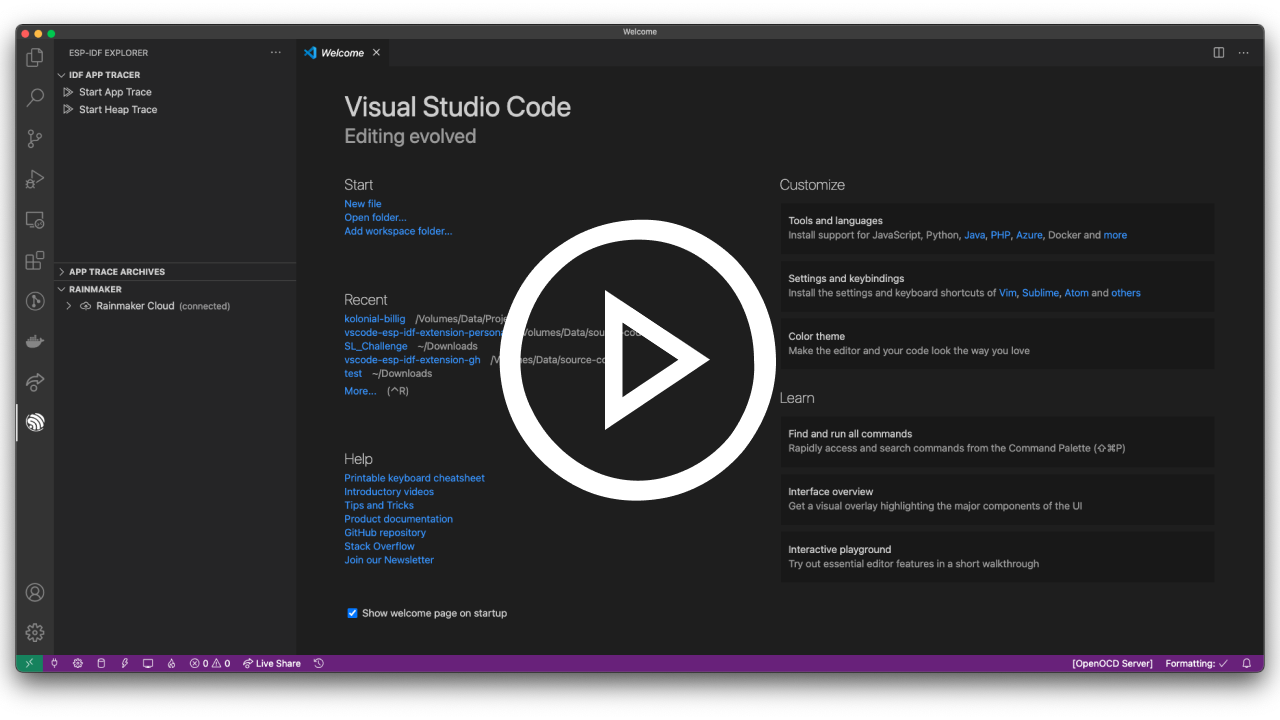 Welcome
ESP-IDF EXPLORER
IDF APP TRACER
Start App Trace
Start Heap Trace
APP TRACE ARCHIVES
RAINMAKER
Rainmaker Cloud (connected)
Welcome
Visual Studio Code
Editing evolved
Start
New file
Open folder...
Add workspace folder...
Recent
kolonial-billig /Volumes/Data/Proje
vscode-esp-idf-extension-persona olumes/Data/sou
SL_Challenge ~/Downloads
vscode-esp-idf-extension-gh es/Data/source-co
test ~/Downloads
More... (^R)
Help
Printable keyboard cheatsheet
Introductory videos
Tips and Tricks
Product documentation
GitHub repository
Stack Overflow
Join our Newsletter
Show welcome page on startup
Customize
Tools and languages
Install support for JavaScript, Python, Java, PHP, Azure, Docker and more
Settings and keybindings
Install the settings and keyboard shortcuts of Vim, Sublime, Atom and others
Color theme
Make the editor and your code look the way you love
Learn
Find and run all commands
Rapidly access and search commands from the Command Palette (⇧⌘P)
Interface overview
Get a visual overlay highlighting the major components of the UI
Interactive playground
Try out essential editor features in a short walkthrough
0 0 Live Share
[OpenOCD Server] Formatting: ✓